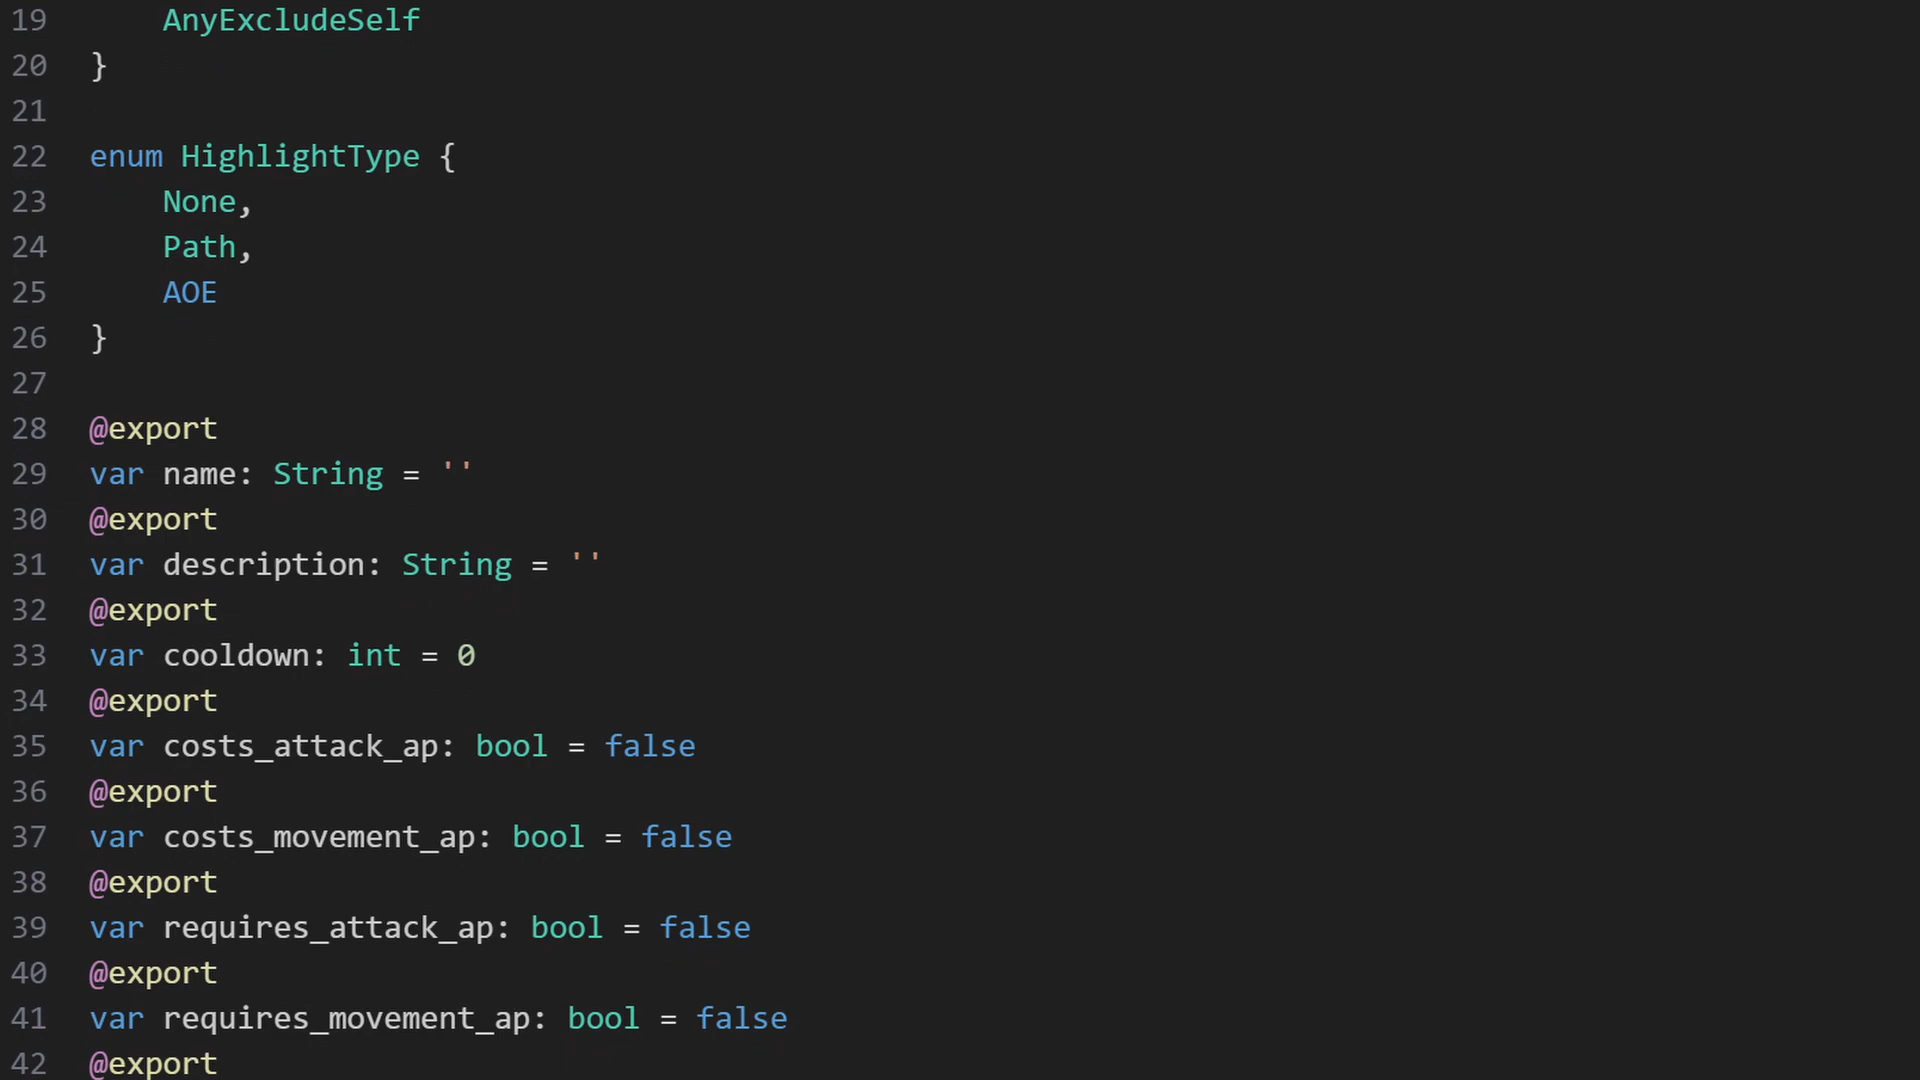 19 AnyExcludeSelf
20 }
21
22 enum HighlightType {
23 None,
24 Path,
25 AOE
26 }
27
28 @export
29 var name: String = ''
30 @export
31 var description: String = ''
32 @export
33 var cooldown: int = 0
34 @export
35 var costs_attack_ap: bool = false
36 @export
37 var costs_movement_ap: bool = false
38 @export
39 var requires_attack_ap: bool = false
40 @export
41 var requires_movement_ap: bool = false
42 @export